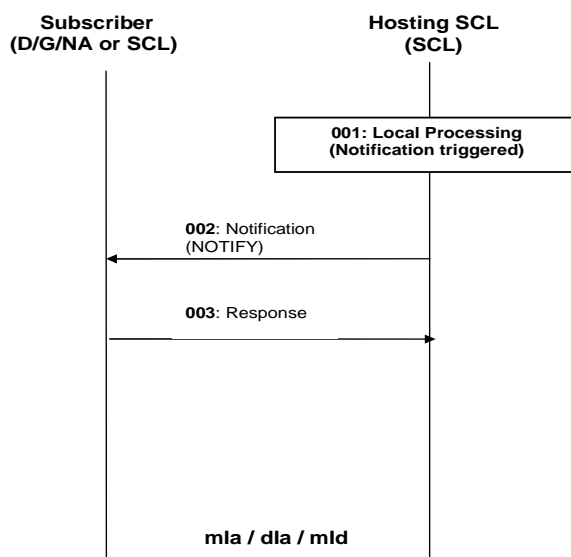 Subscriber
(D/G/NA or SCL)
Hosting SCL
(SCL)
001: Local Processing
(Notification triggered)
002: Notification
(NOTIFY)
003: Response
mIa / dIa / mId